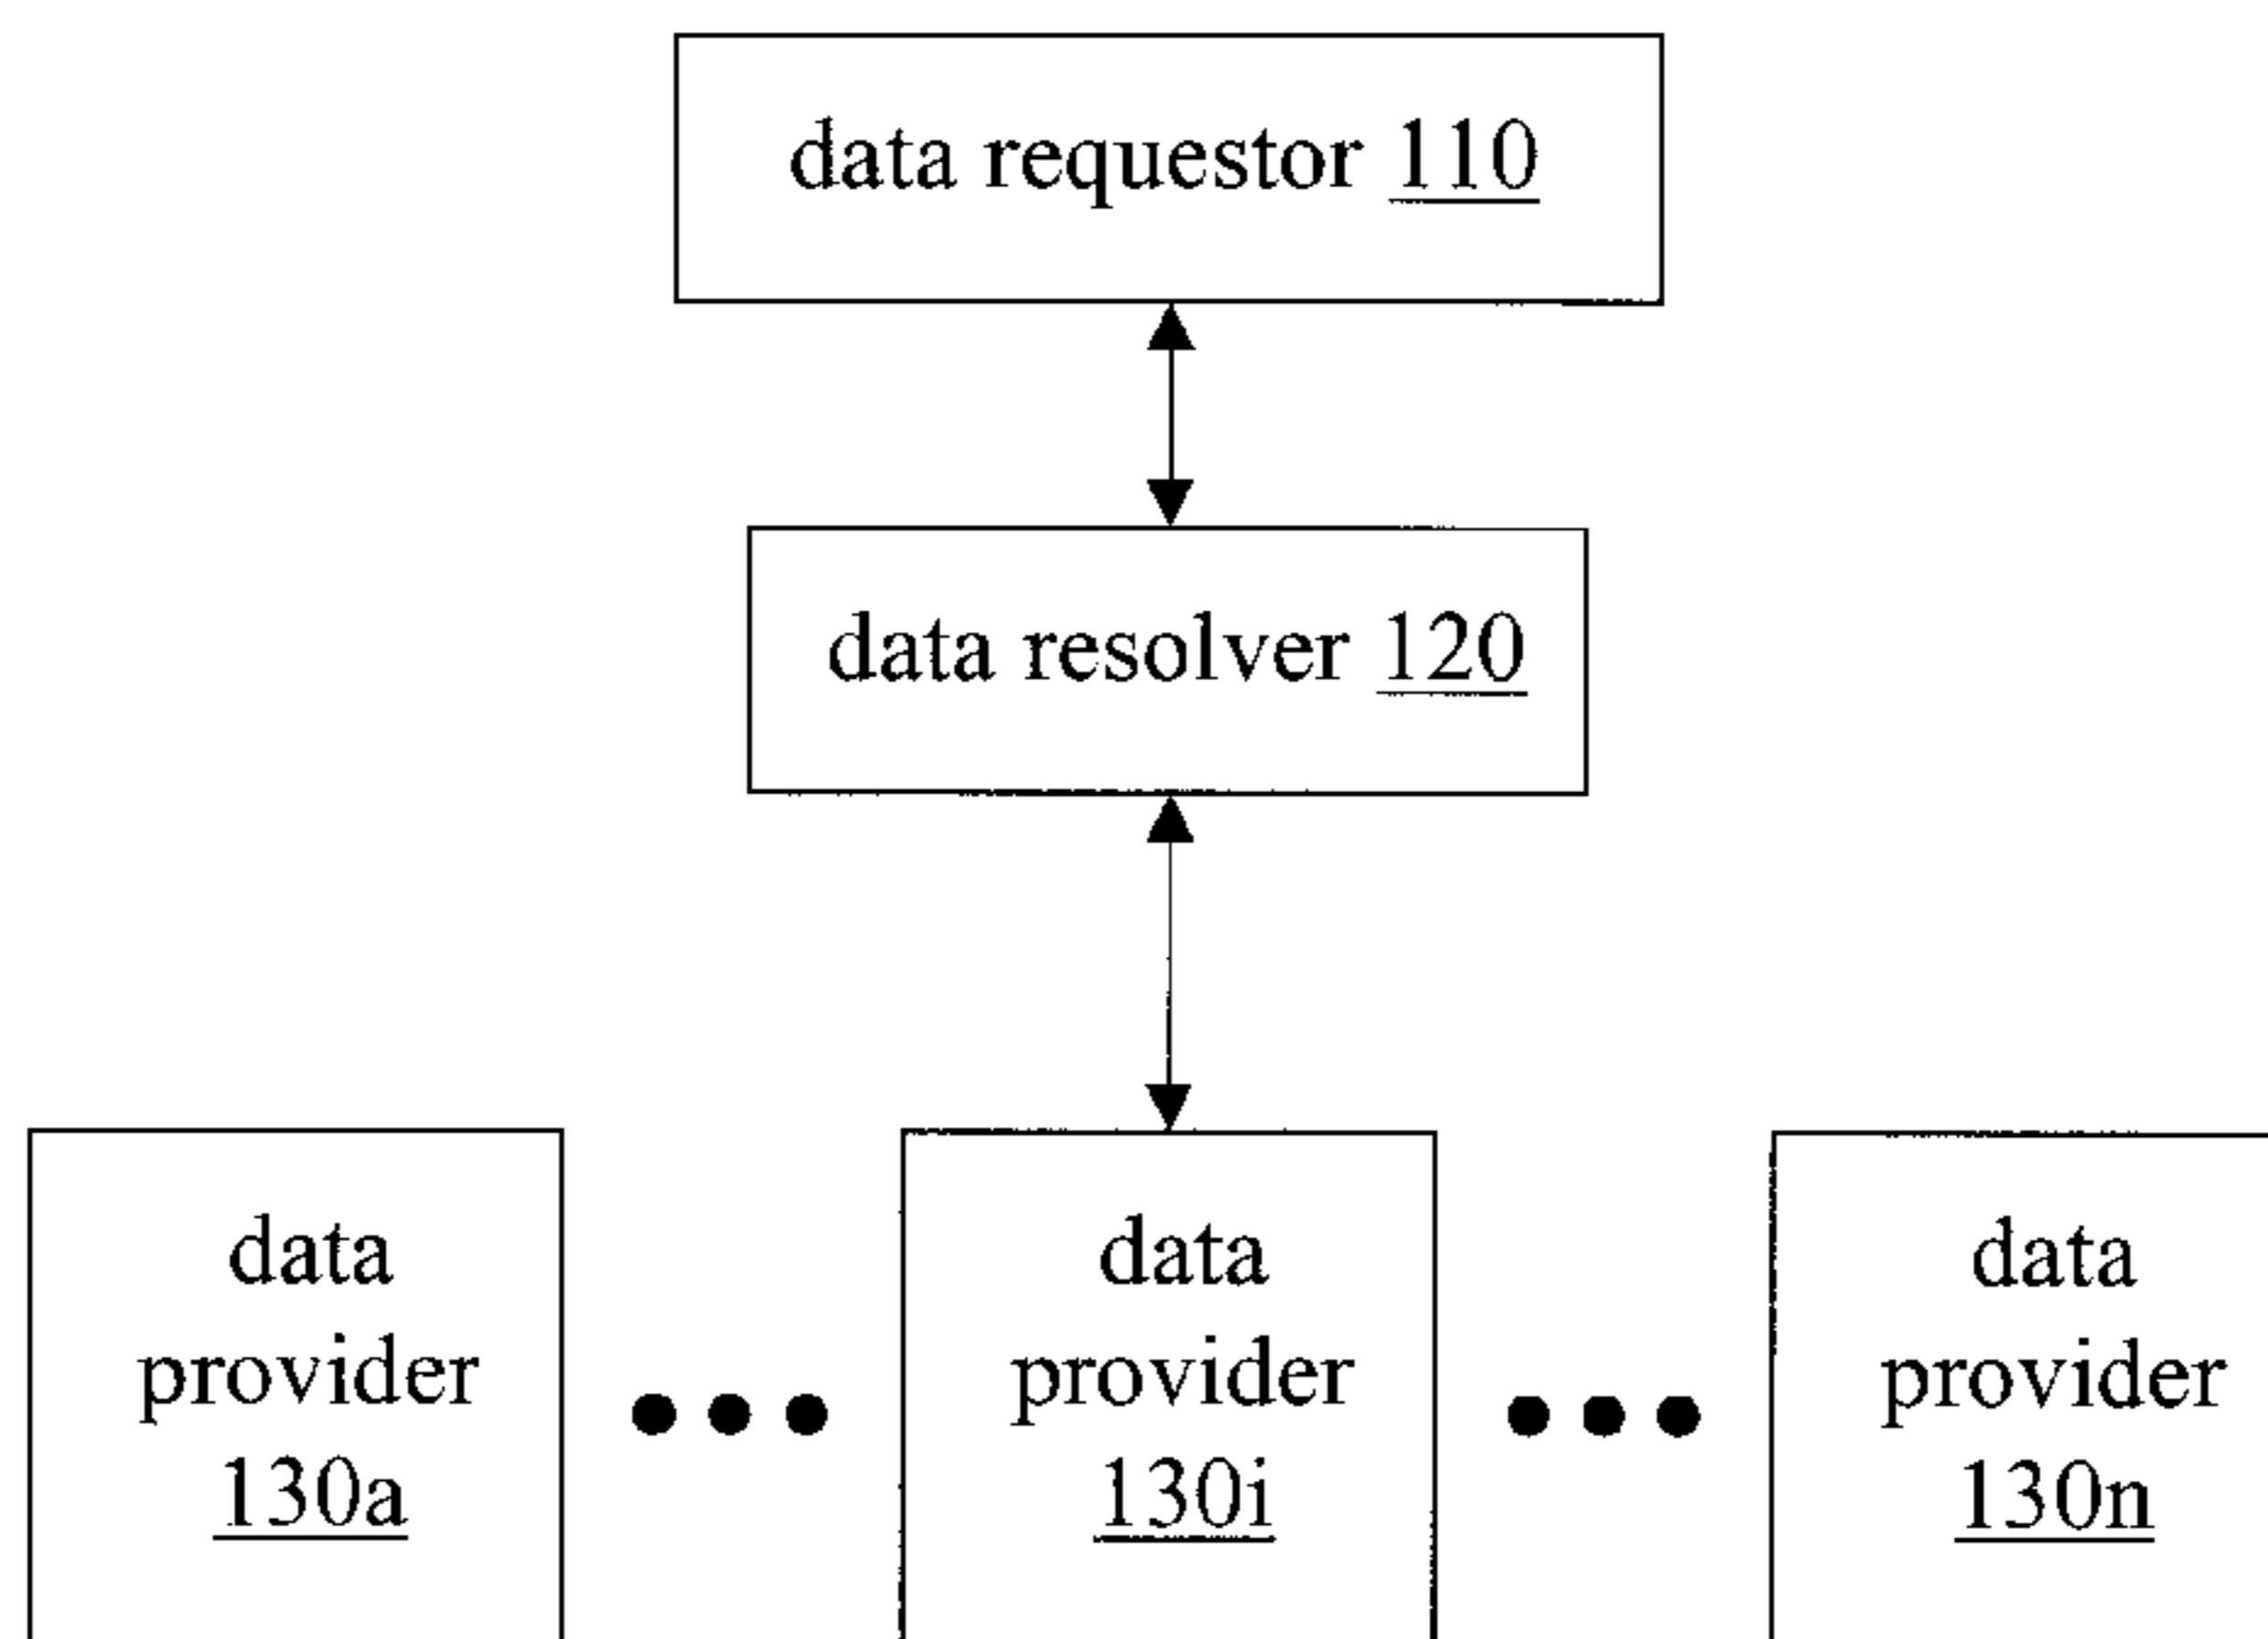 data requestor 110
data resolver 120
data
provider
130a
data
provider
130i
data
provider
130n